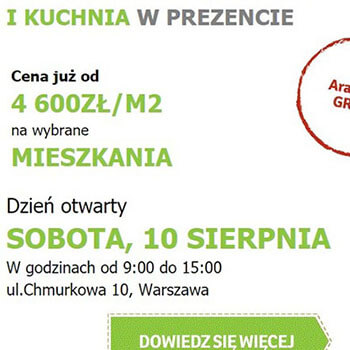 I KUCHNIA W PREZENCIE
Cena już od
4 600ZŁ/M2
na wybrane
MIESZKANIA
Dzień otwarty
SOBOTA, 10 SIERPNIA
W godzinach od 9:00 do 15:00
ul.Chmurkowa 10, Warszawa
DOWIEDZ SIĘ WIĘCEJ